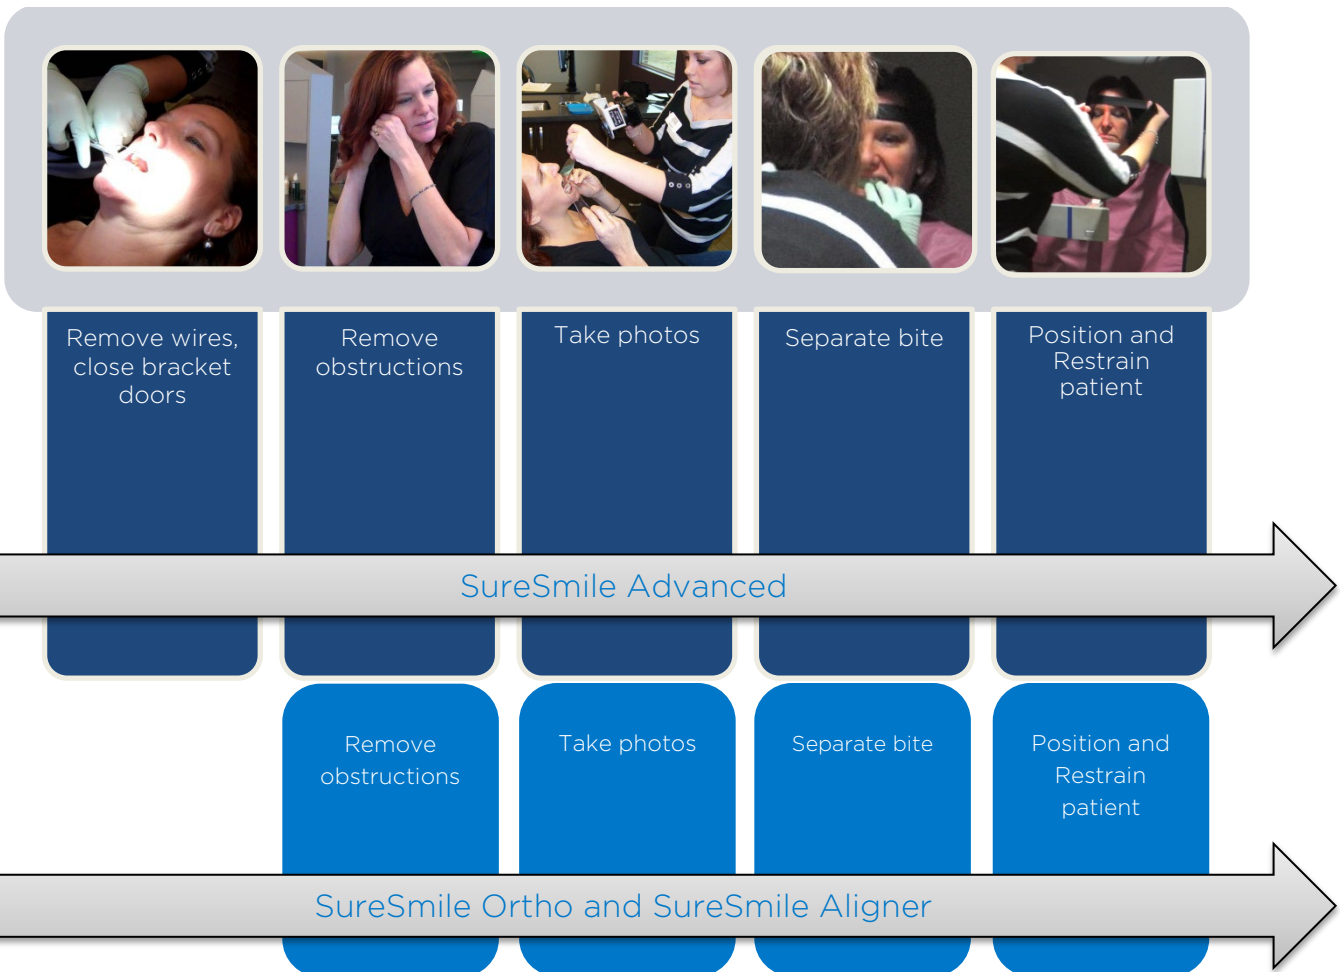 Remove wires,
close bracket
doors
Remove
obstructions
Take photos
Separate bite
Position and
Restrain
patient
SureSmile Advanced
Remove
obstructions
Take photos
Separate bite
Position and
Restrain
patient
SureSmile Ortho and SureSmile Aligner